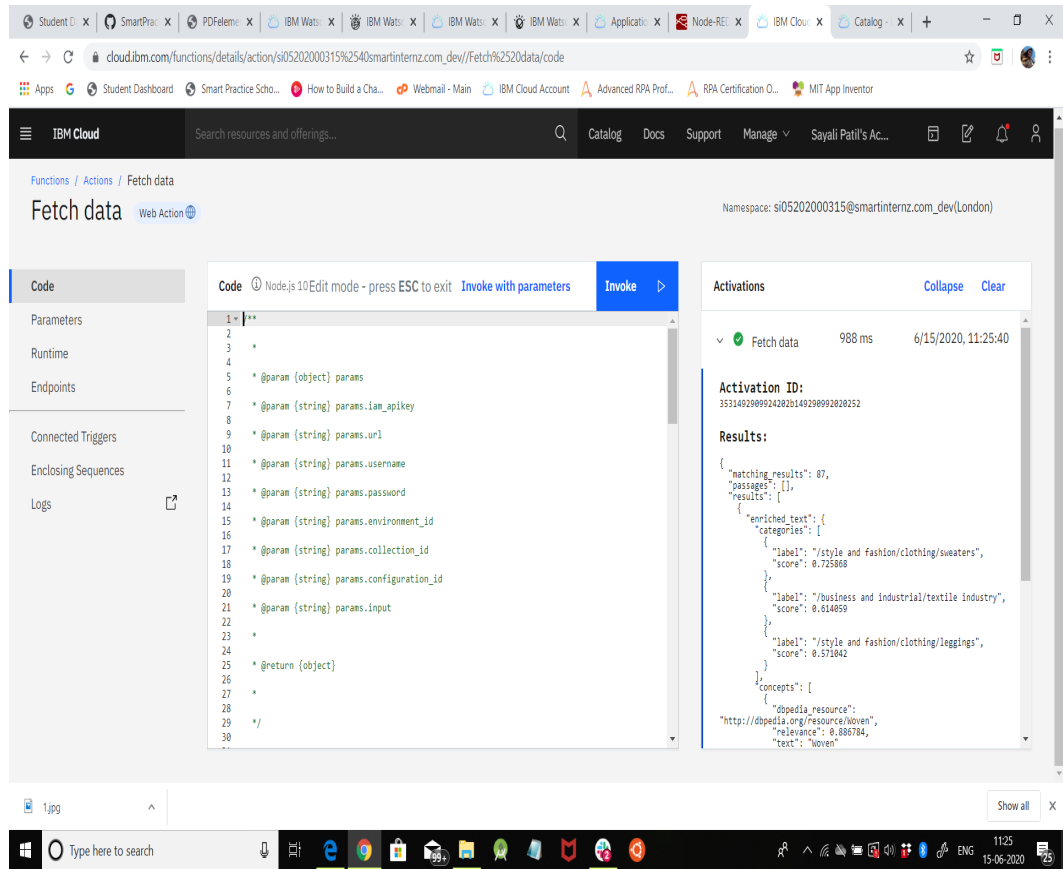 Student D
SmartPrac
PDFeleme
IBM Wats
IBM Wats
IBM Wats
IBM Wats
Applicatio
Node-RED
IBM Clou
Catalog -
cloud.ibm.com/functions/details/action/si05202000315%2540smartinternz.com_dev//Fetch%2520data/code
Apps
Student Dashboard
Smart Practice Scho...
How to Build a Cha...
Webmail - Main
IBM Cloud Account
Advanced RPA Prof...
RPA Certification O...
MIT App Inventor
IBM Cloud
Search resources and offerings...
Catalog
Docs
Support
Manage
Sayali Patil's Ac...
Functions / Actions / Fetch data
Fetch data
Web Action
Namespace: si05202000315@smartinternz.com_dev(London)
Code
Parameters
Runtime
Endpoints
Connected Triggers
Enclosing Sequences
Logs
Code Node.js 10 Edit mode - press ESC to exit Invoke with parameters
Invoke
1 /**
2
3 *
4
5 * @param {object} params
6
7 * @param {string} params.iam_apikey
8
9 * @param {string} params.url
10
11 * @param {string} params.username
12
13 * @param {string} params.password
14
15 * @param {string} params.environment_id
16
17 * @param {string} params.collection_id
18
19 * @param {string} params.configuration_id
20
21 * @param {string} params.input
22
23 *
24
25 * @return {object}
26
27 *
28
29 */
30
Activations
Collapse
Clear
Fetch data 988 ms 6/15/2020, 11:25:40
Activation ID:
3531492909924202b149290992020252
Results:
{
"matching_results": 87,
"passages": [],
"results": [
{
"enriched_text": {
"categories": [
{
"label": "/style and fashion/clothing/sweaters",
"score": 0.725868
},
{
"label": "/business and industrial/textile industry",
"score": 0.614059
},
{
"label": "/style and fashion/clothing/leggings",
"score": 0.571042
}
],
"concepts": [
{
"dbpedia_resource":
"http://dbpedia.org/resource/Woven",
"relevance": 0.886784,
"text": "Woven"
1.jpg
Show all
Type here to search
99+
ENG
11:25
15-06-2020
25